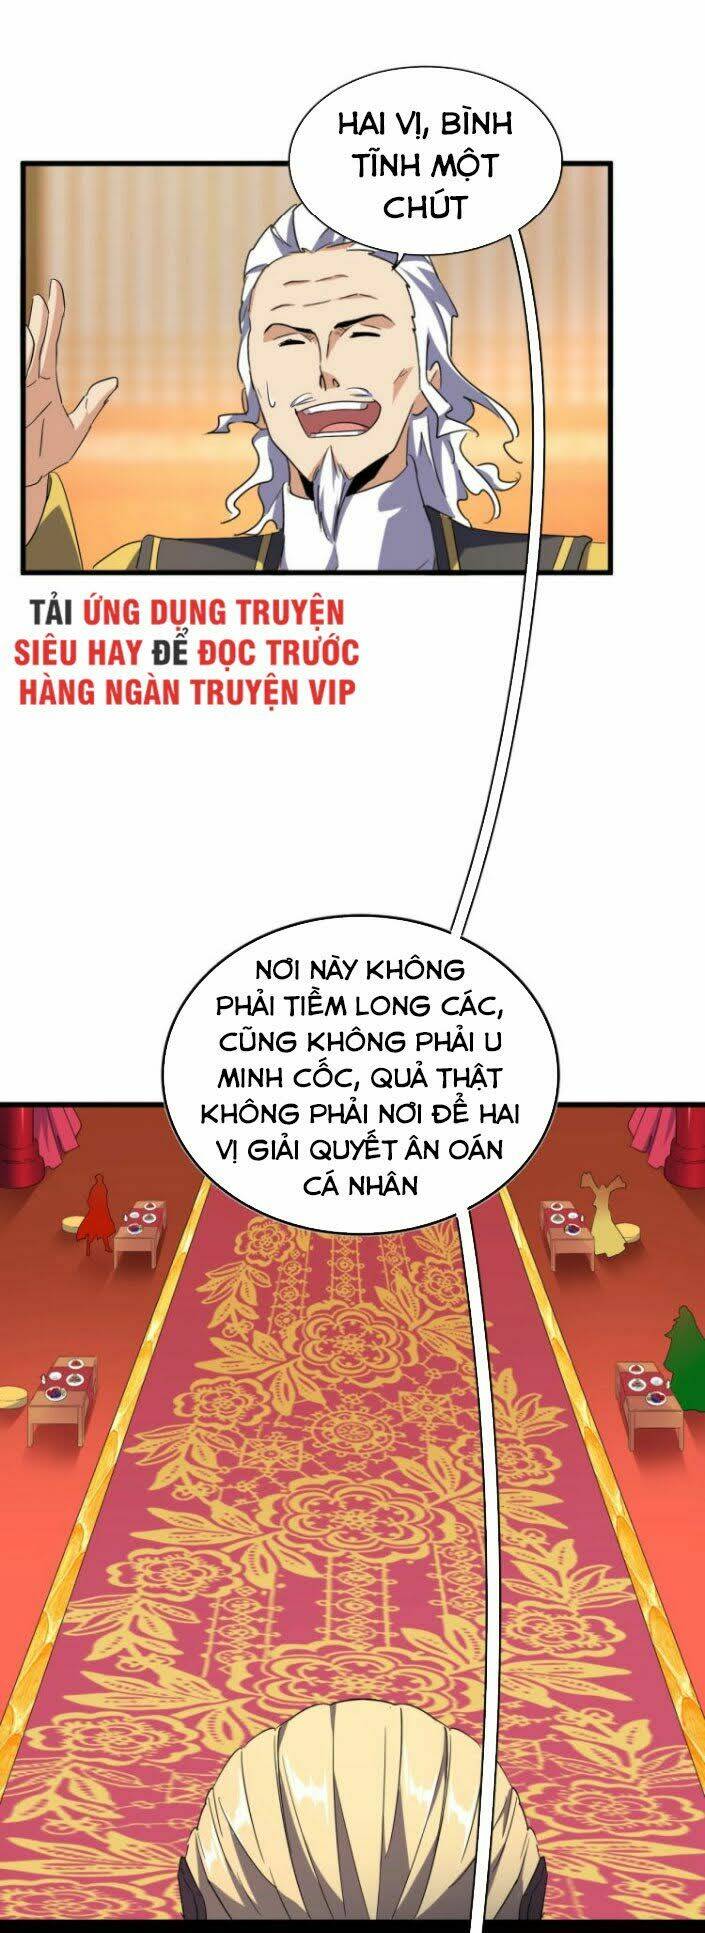 HAI VỊ, BÌNH
TĨNH MỘT
CHÚT
TẢI ỨNG DỤNG TRUYỆN
SIÊU HAY ĐỂ ĐỌC TRƯỚC
HÀNG NGÀN TRUYỆN VIP
NƠI NÀY KHÔNG
PHẢI TIỀM LONG CÁC,
CŨNG KHÔNG PHẢI U
MINH CỐC, QUẢ THẬT
KHÔNG PHẢI NƠI ĐỂ HAI
VỊ GIẢI QUYẾT ÂN OÁN
CÁ NHÂN